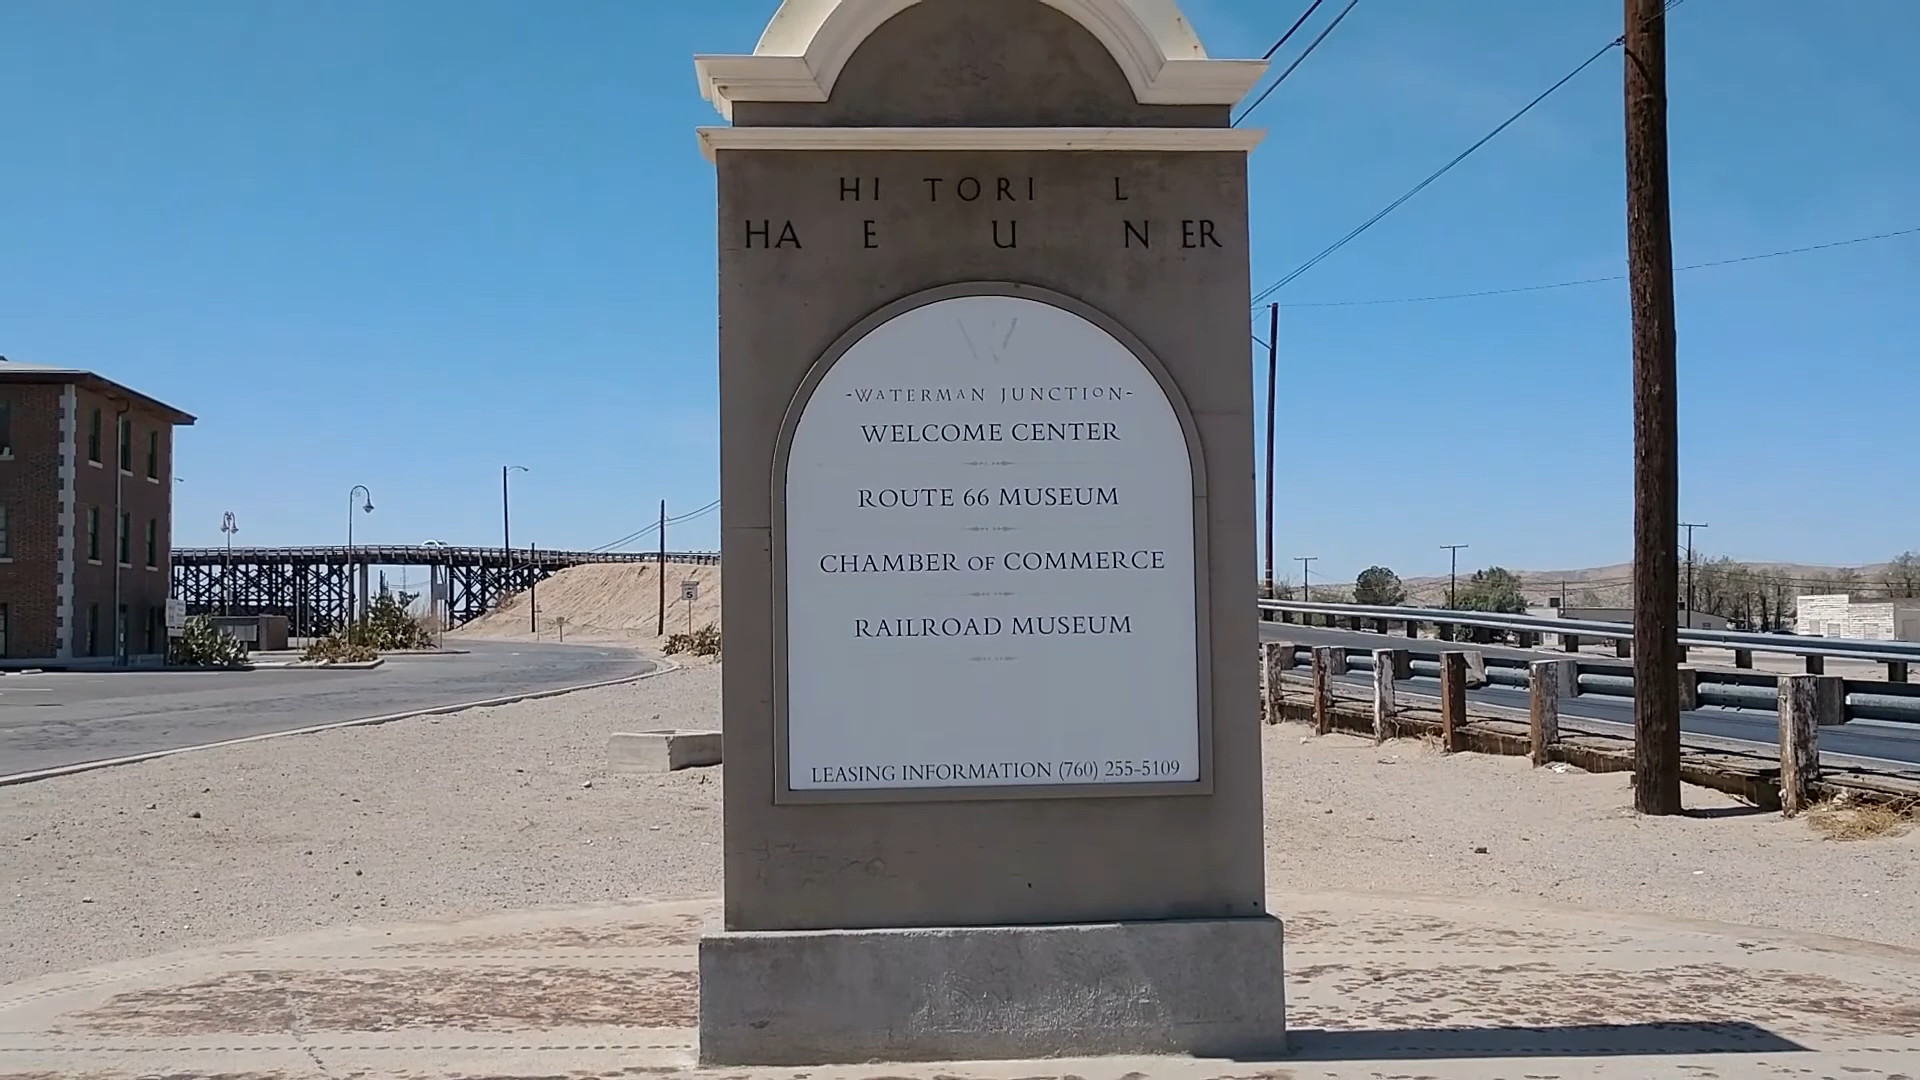 HI TORI L
HA E U N ER
W
-WATERMAN JUNCTION-
WELCOME CENTER
ROUTE 66 MUSEUM
CHAMBER OF COMMERCE
RAILROAD MUSEUM
LEASING INFORMATION (760) 255-5109
5